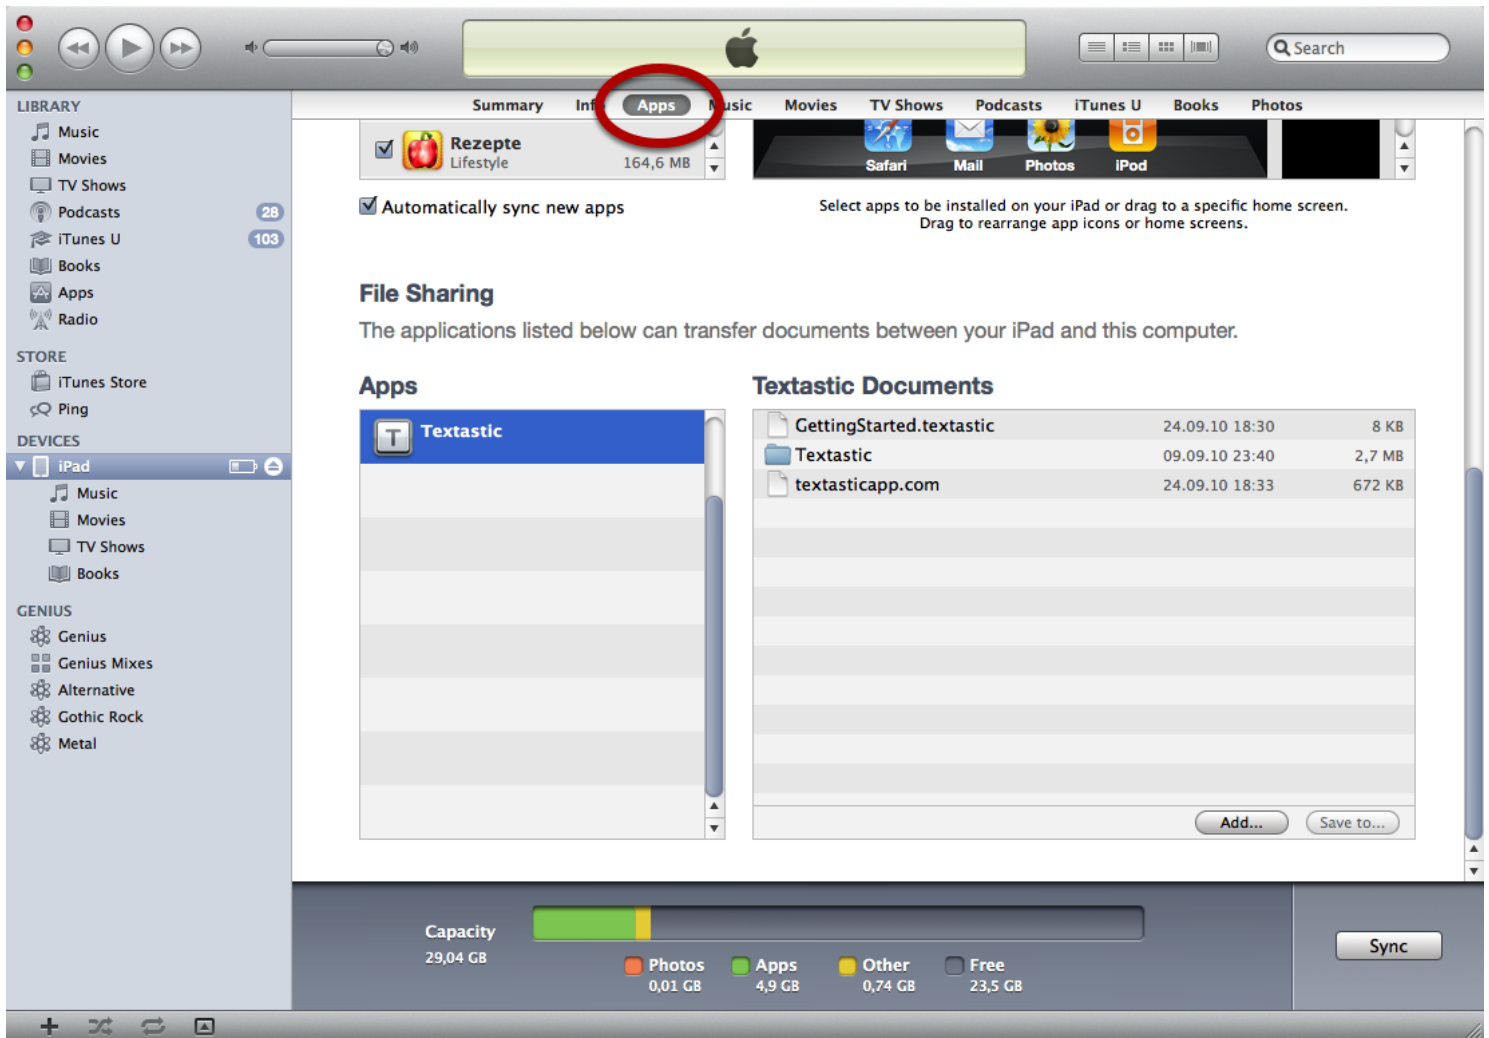 Search
LIBRARY
Music
Movies
TV Shows
Podcasts 28
iTunes U 103
Books
Apps
Radio
STORE
iTunes Store
Ping
DEVICES
iPad
Music
Movies
TV Shows
Books
GENIUS
Genius
Genius Mixes
Alternative
Gothic Rock
Metal
Summary Info Apps Music Movies TV Shows Podcasts iTunes U Books Photos
Rezepte
Lifestyle 164,6 MB
Safari Mail Photos iPod
Automatically sync new apps
Select apps to be installed on your iPad or drag to a specific home screen.
Drag to rearrange app icons or home screens.
File Sharing
The applications listed below can transfer documents between your iPad and this computer.
Apps
T Textastic
Textastic Documents
GettingStarted.textastic 24.09.10 18:30 8 KB
Textastic 09.09.10 23:40 2,7 MB
textasticapp.com 24.09.10 18:33 672 KB
Add... Save to...
Capacity
29,04 GB
Photos Apps Other Free
0,01 GB 4,9 GB 0,74 GB 23,5 GB
Sync